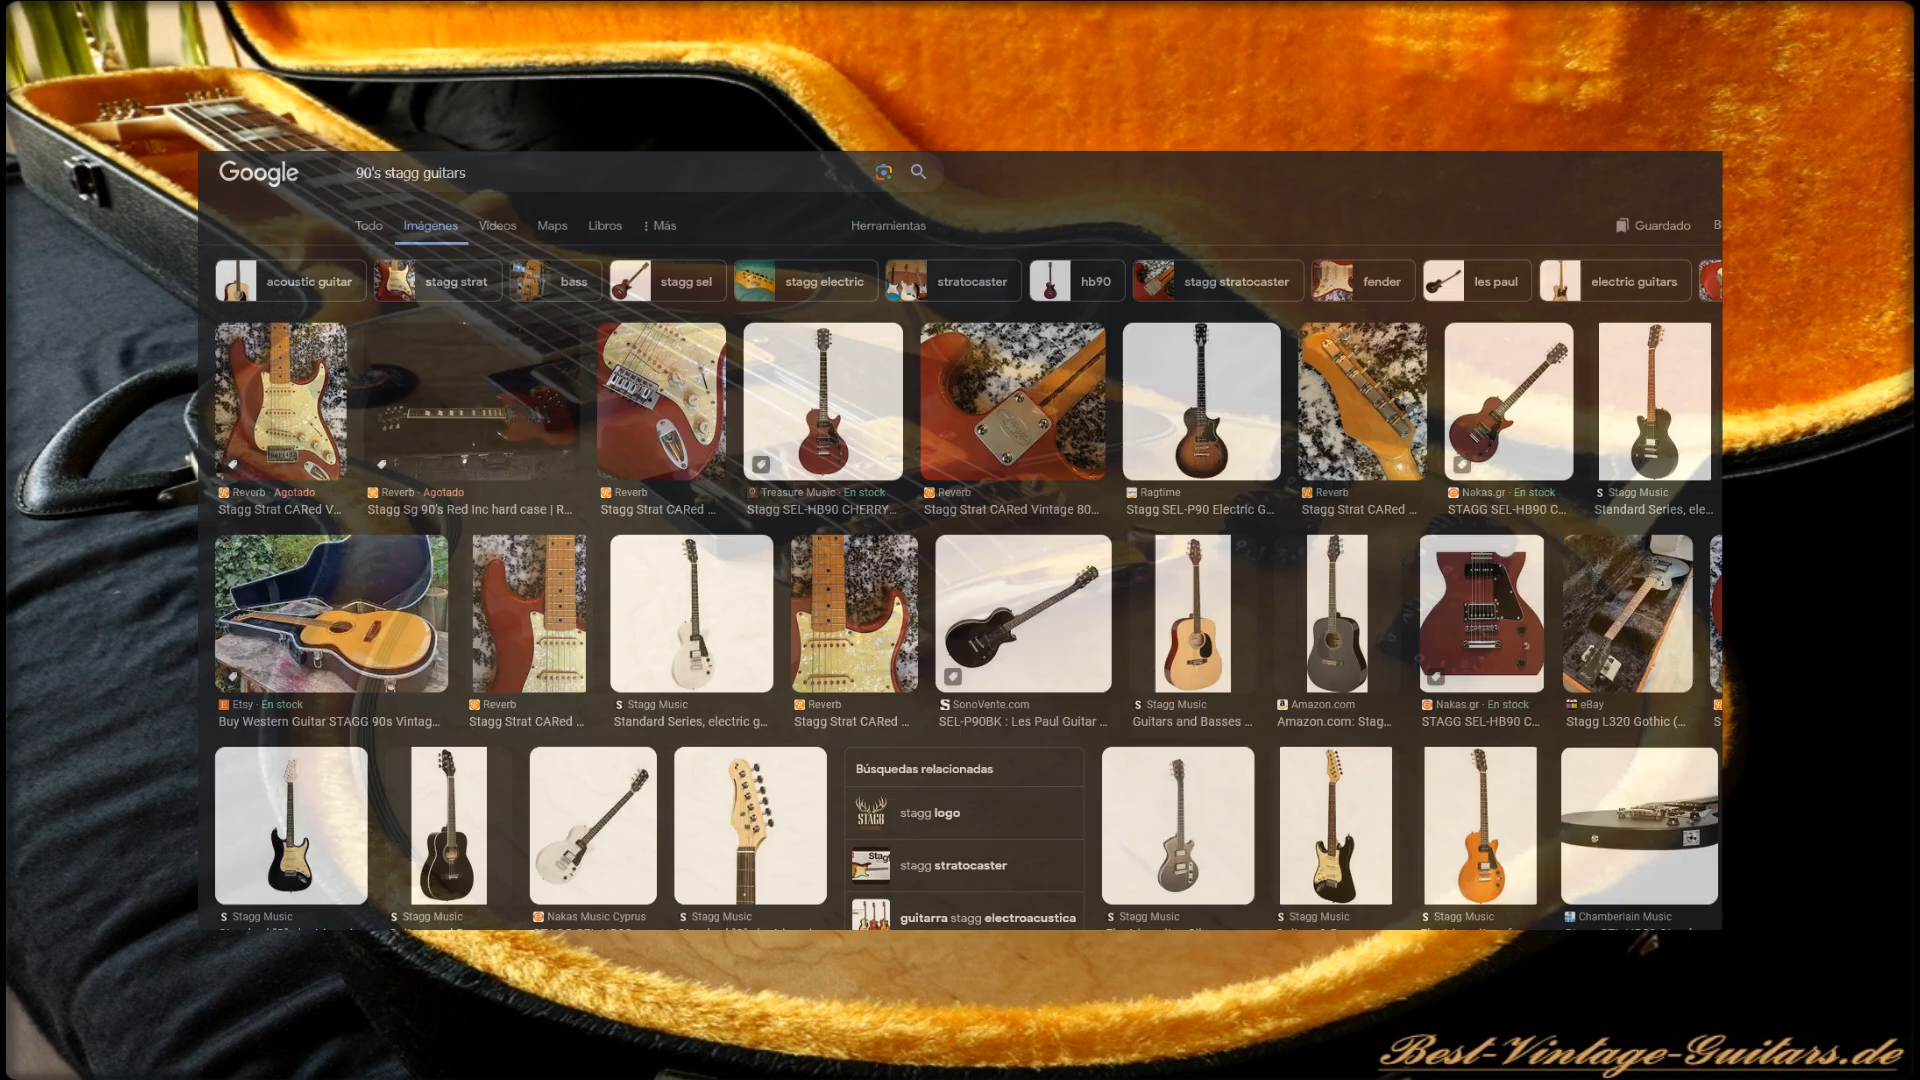 Google
90's stagg guitars
Todo Imágenes Vídeos Maps Libros Más Herramientas Guardado B
acoustic guitar stagg strat bass stagg sel stagg electric stratocaster hb90 stagg stratocaster fender les paul electric guitars
Reverb · Agotado
Stagg Strat CARed V...
Reverb · Agotado
Stagg Sg 90's Red Inc hard case | R...
Reverb
Stagg Strat CARed ...
Treasure Music · En stock
Stagg SEL-HB90 CHERRY...
Reverb
Stagg Strat CARed Vintage 80...
Ragtime
Stagg SEL-P90 Electric G...
Reverb
Stagg Strat CARed ...
Nakas.gr · En stock
STAGG SEL-HB90 C...
S Stagg Music
Standard Series, ele...
Etsy · En stock
Buy Western Guitar STAGG 90s Vintag...
Reverb
Stagg Strat CARed ...
S Stagg Music
Standard Series, electric g...
Reverb
Stagg Strat CARed ...
SonoVente.com
SEL-P90BK : Les Paul Guitar ...
S Stagg Music
Guitars and Basses ...
Amazon.com
Amazon.com: Stag...
Nakas.gr · En stock
STAGG SEL-HB90 C...
eBay
Stagg L320 Gothic (...
S Stagg Music
S Stagg Music
Nakas Music Cyprus
S Stagg Music
Búsquedas relacionadas
STAGG
stagg logo
Stag
stagg stratocaster
guitarra stagg electroacustica
S Stagg Music
S Stagg Music
S Stagg Music
Chamberlain Music
Best-Vintage-Guitars.de